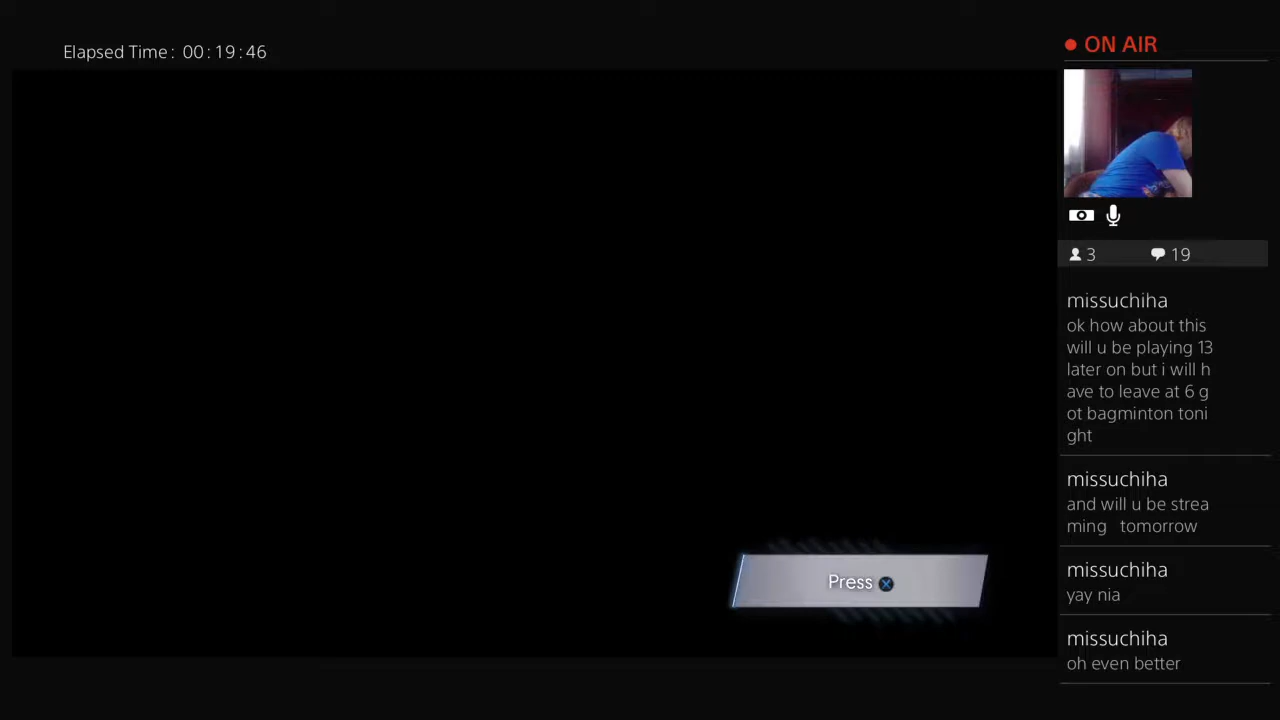 Elapsed Time: 00:19:46
ON AIR
3 19
missuchiha
ok how about this
will u be playing 13
later on but i will h
ave to leave at 6 g
ot bagminton toni
ght
missuchiha
and will u be strea
ming tomorrow
missuchiha
yay nia
missuchiha
oh even better
Press